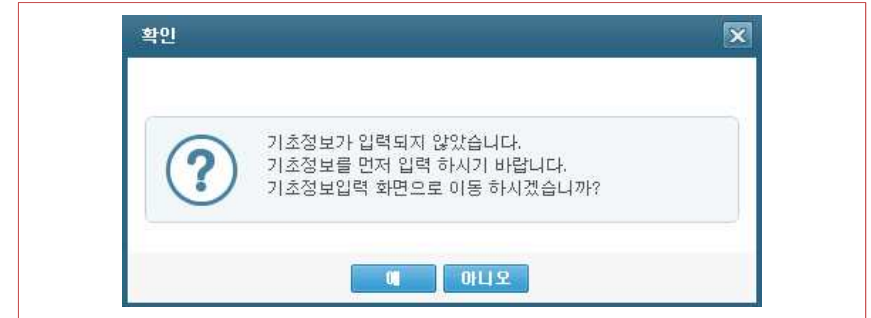 확인
기초정보가 입력되지 않았습니다.
기초정보를 먼저 입력 하시기 바랍니다.
기초정보입력 화면으로 이동 하시겠습니까?
예
아니오